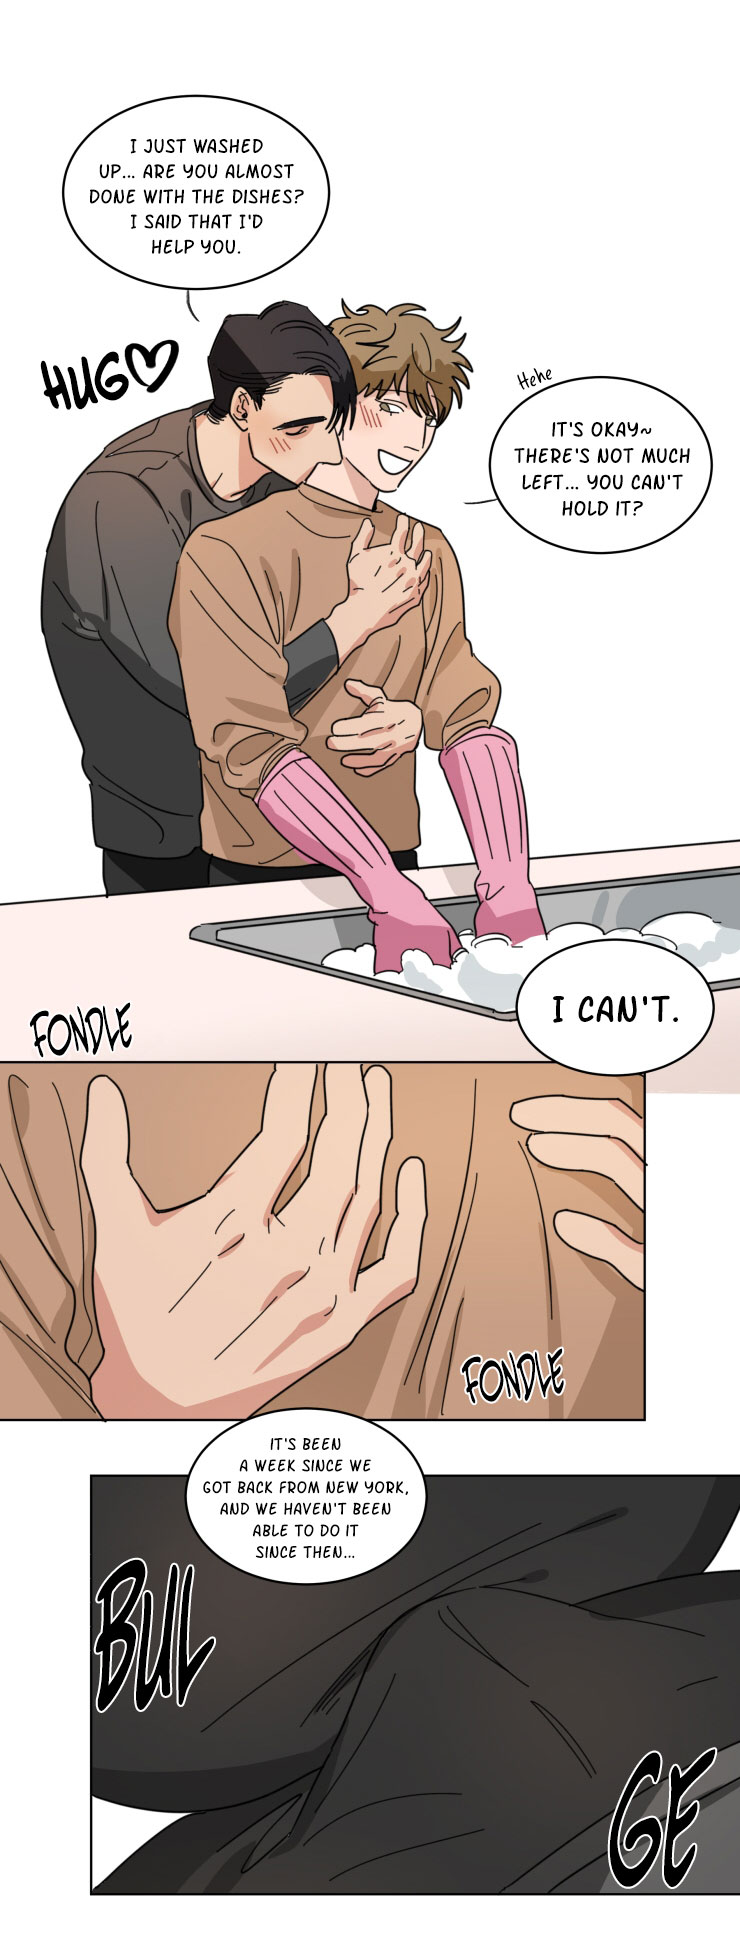 I JUST WASHED
UP... ARE YOU ALMOST
DONE WITH THE DISHES?
I SAID THAT I'D
HELP YOU.
HUG♡
Hehe
IT'S OKAY~
THERE'S NOT MUCH
LEFT... YOU CAN'T
HOLD IT?
I CAN'T.
FONDLE
FONDLE
IT'S BEEN
A WEEK SINCE WE
GOT BACK FROM NEW YORK,
AND WE HAVEN'T BEEN
ABLE TO DO IT
SINCE THEN...
BUL
GE